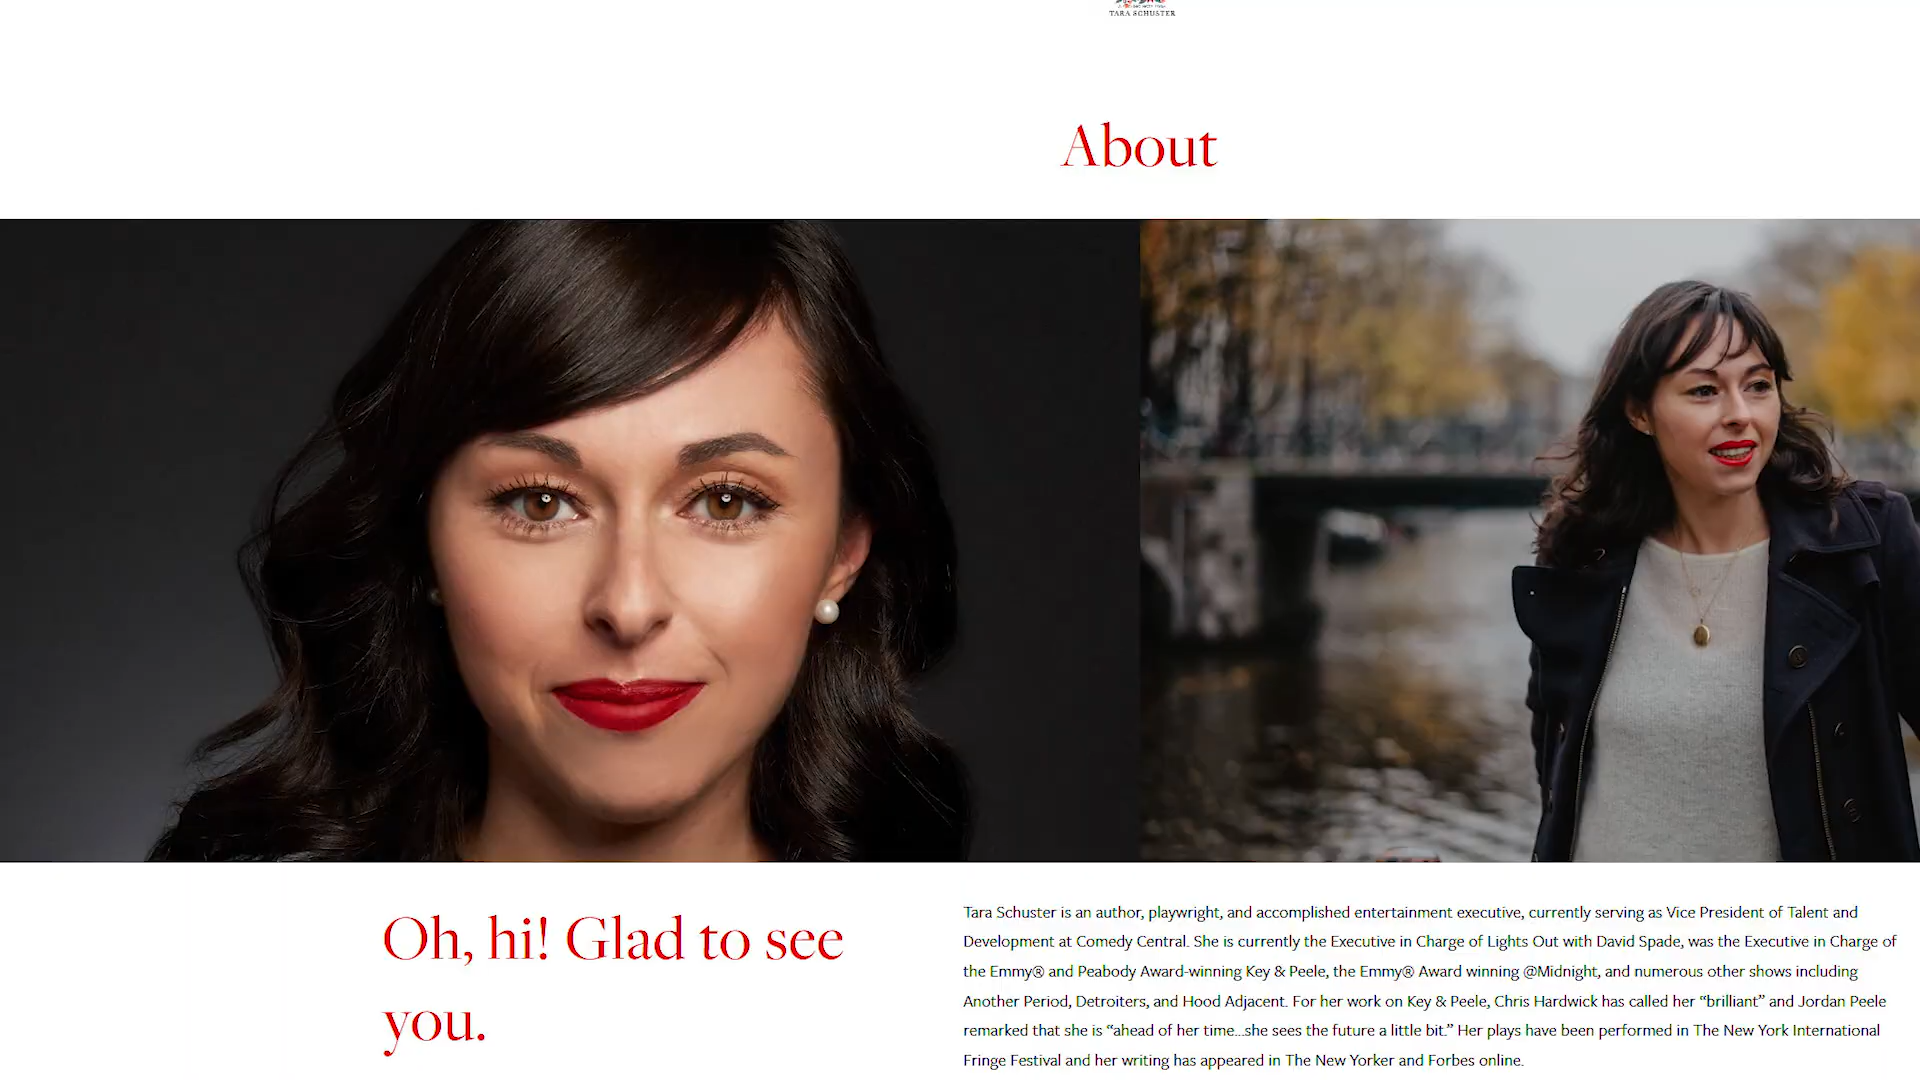 TARA SCHUSTER
About
Oh, hi! Glad to see
you.
Tara Schuster is an author, playwright, and accomplished entertainment executive, currently serving as Vice President of Talent and
Development at Comedy Central. She is currently the Executive in Charge of Lights Out with David Spade, was the Executive in Charge of
the Emmy® and Peabody Award-winning Key & Peele, the Emmy® Award winning @Midnight, and numerous other shows including
Another Period, Detroiters, and Hood Adjacent. For her work on Key & Peele, Chris Hardwick has called her “brilliant” and Jordan Peele
remarked that she is “ahead of her time...she sees the future a little bit.” Her plays have been performed in The New York International
Fringe Festival and her writing has appeared in The New Yorker and Forbes online.